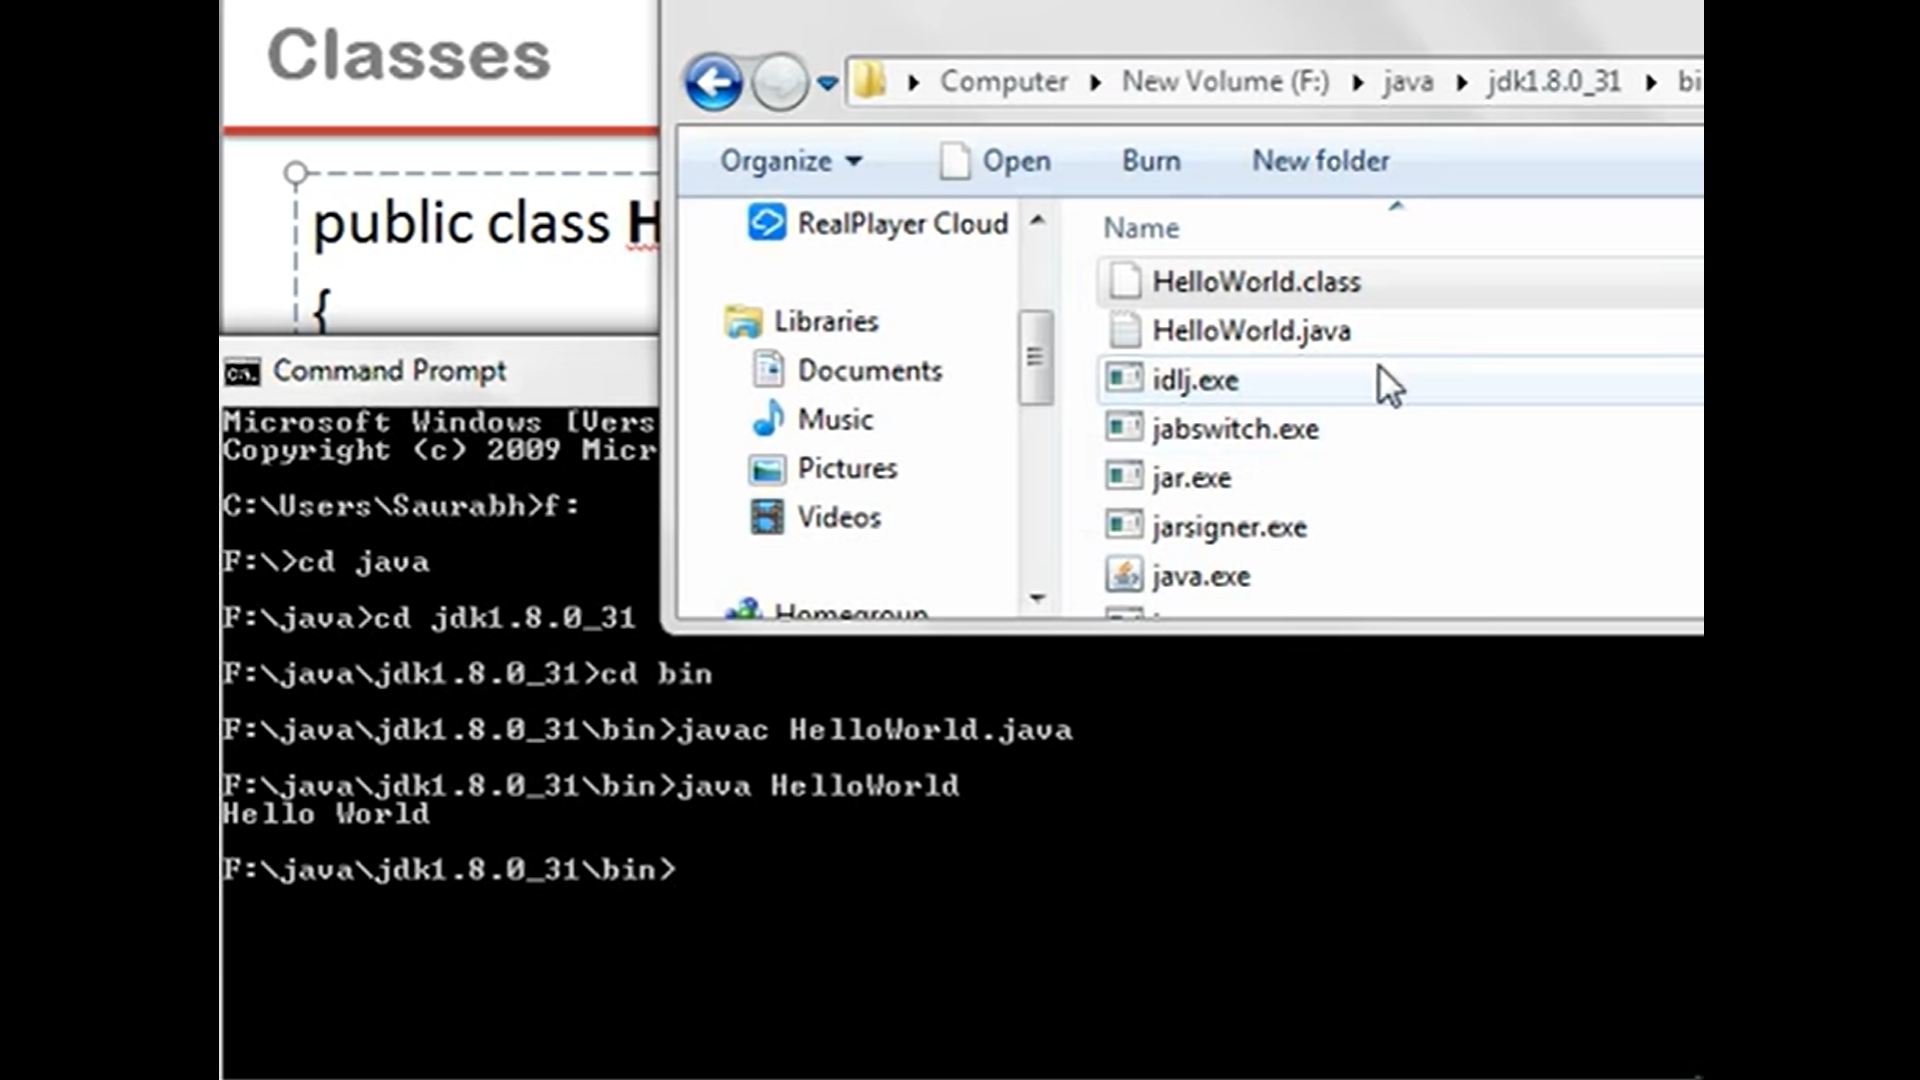 Classes
public class H
{
Computer New Volume (F:) java jdk1.8.0_31 bi
Organize Open Burn New folder
RealPlayer Cloud
Libraries
Documents
Music
Pictures
Videos
Homegroup
Name
HelloWorld.class
HelloWorld.java
idlj.exe
jabswitch.exe
jar.exe
jarsigner.exe
java.exe
C:\. Command Prompt
Microsoft Windows [Vers
Copyright (c) 2009 Micr
C:\Users\Saurabh>f:
F:\>cd java
F:\java>cd jdk1.8.0_31
F:\java\jdk1.8.0_31>cd bin
F:\java\jdk1.8.0_31\bin>javac HelloWorld.java
F:\java\jdk1.8.0_31\bin>java HelloWorld
Hello World
F:\java\jdk1.8.0_31\bin>